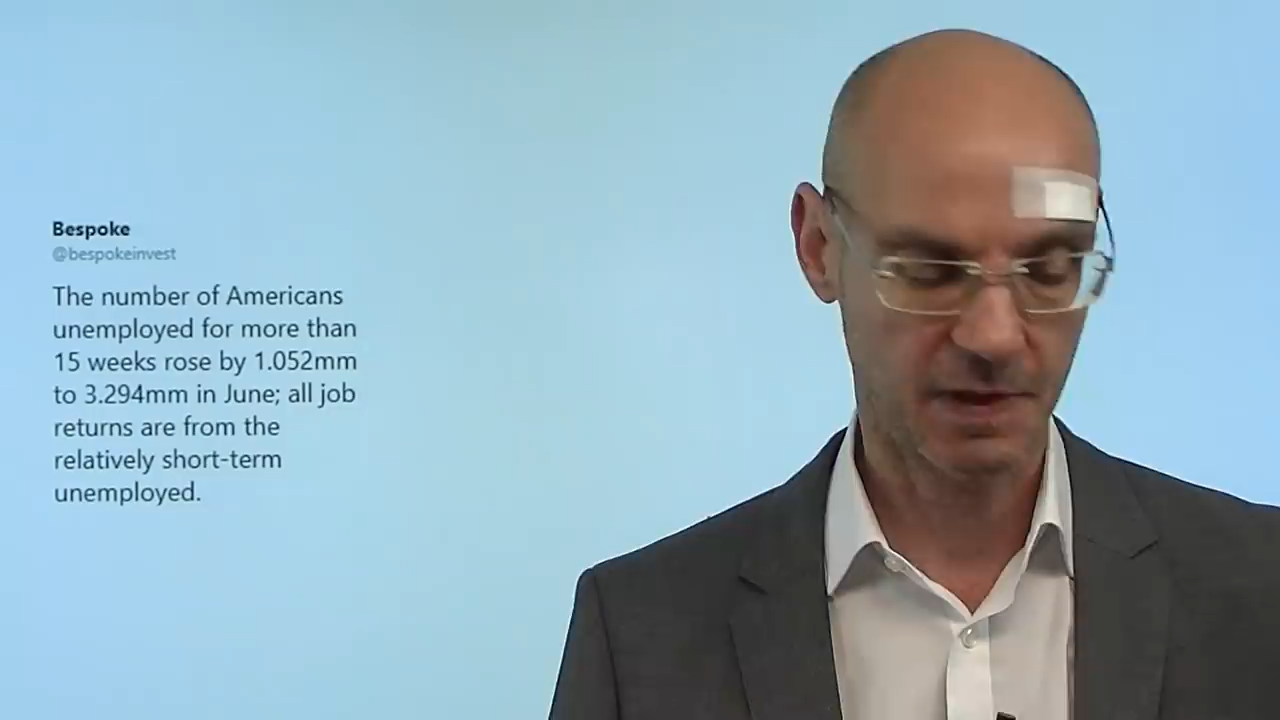 Bespoke
@bespokeinvest
The number of Americans
unemployed for more than
15 weeks rose by 1.052mm
to 3.294mm in June; all job
returns are from the
relatively short-term
unemployed.